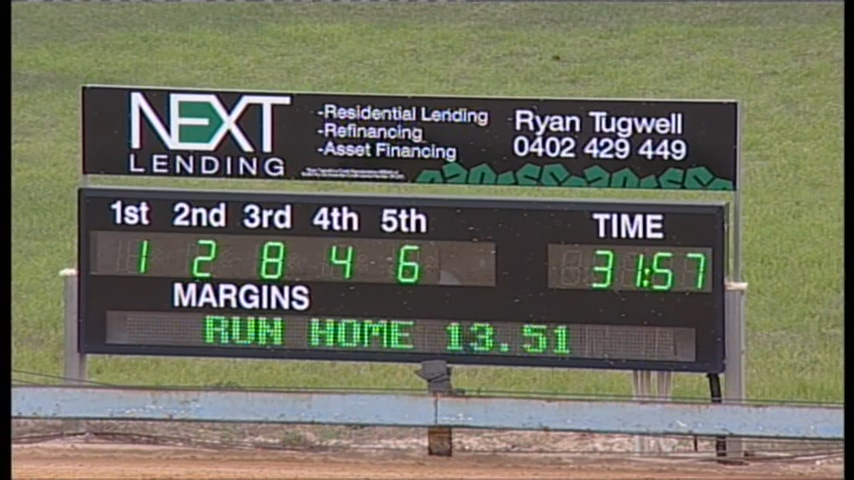 NEXT
LENDING
-Residential Lending
-Refinancing
-Asset Financing
Ryan Tugwell
0402 429 449
1st 2nd 3rd 4th 5th TIME
1 2 8 4 6 31:57
MARGINS
RUN HOME 13.51